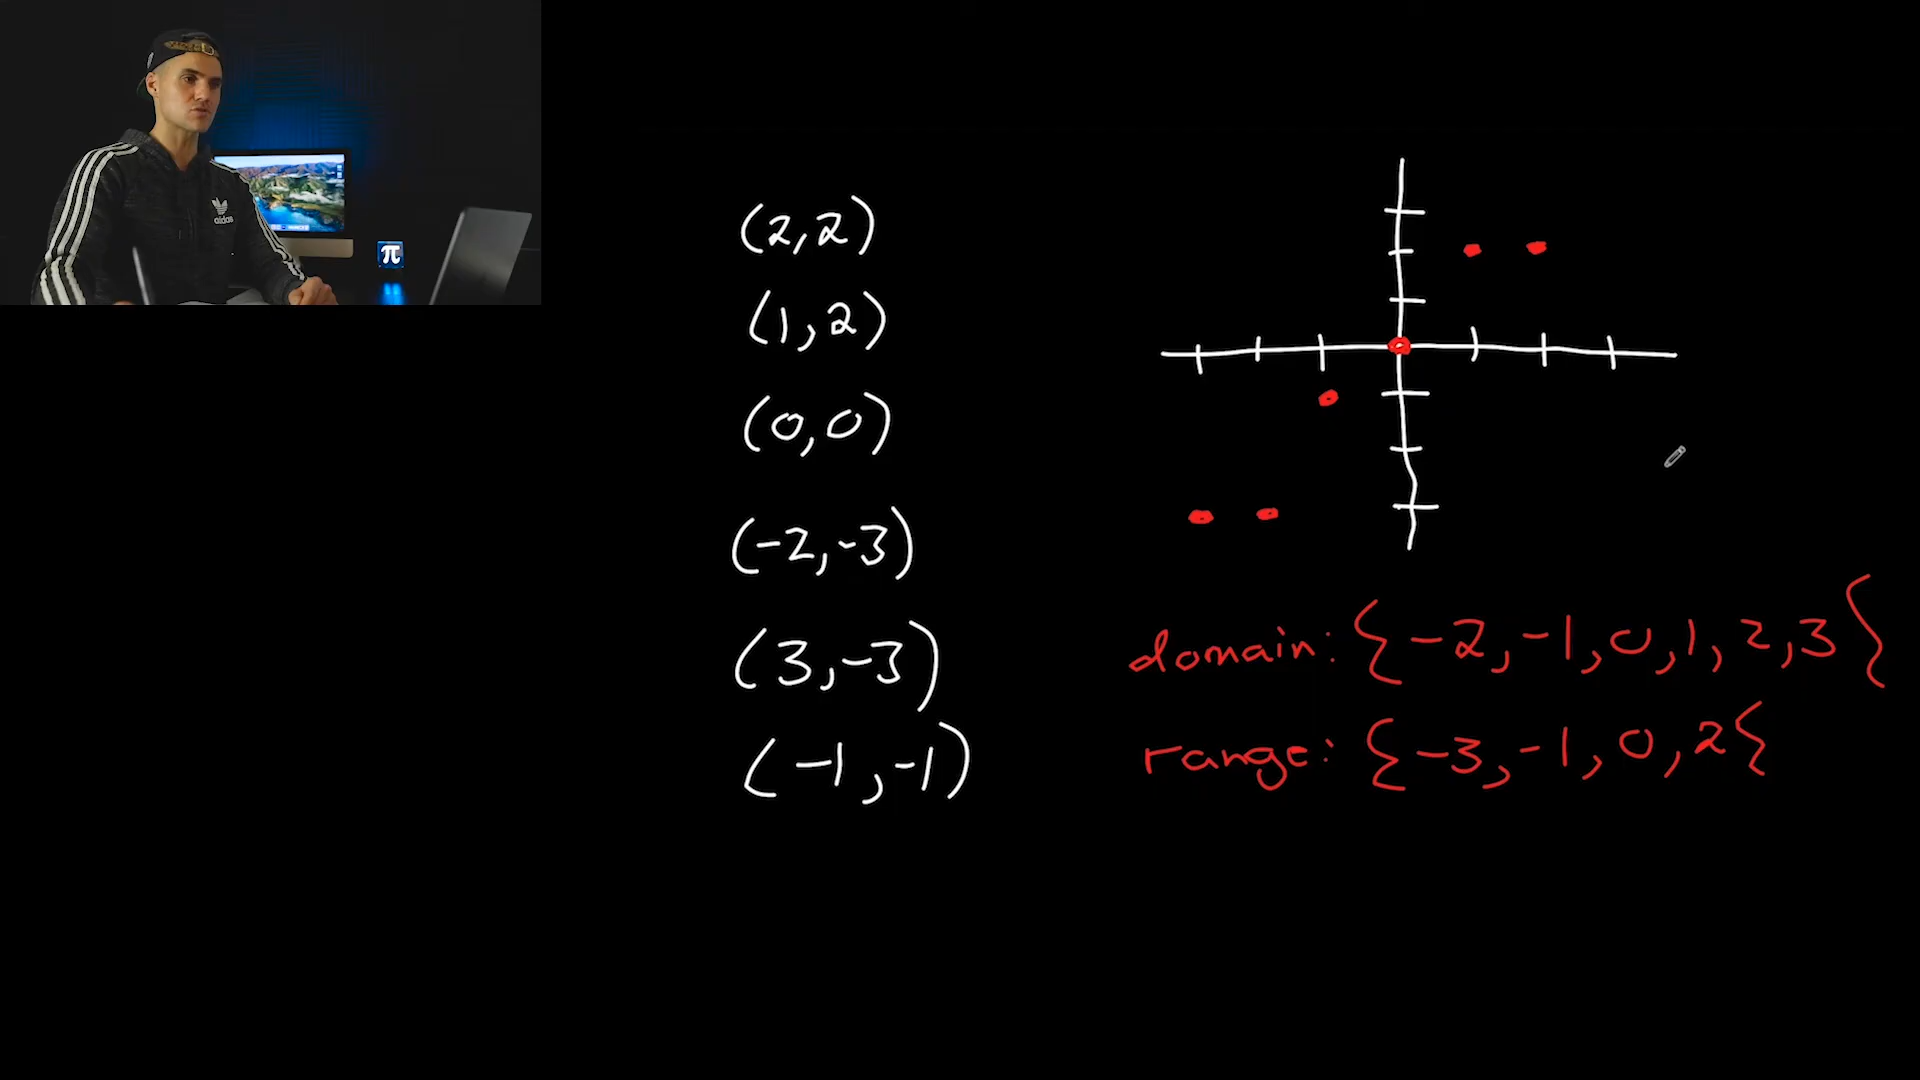 adidas
π
(2,2)
(1,2)
(0,0)
(-2,-3)
(3,-3)
(-1,-1)
domain: {-2,-1,0,1,2,3{
range: {-3,-1,0,2{